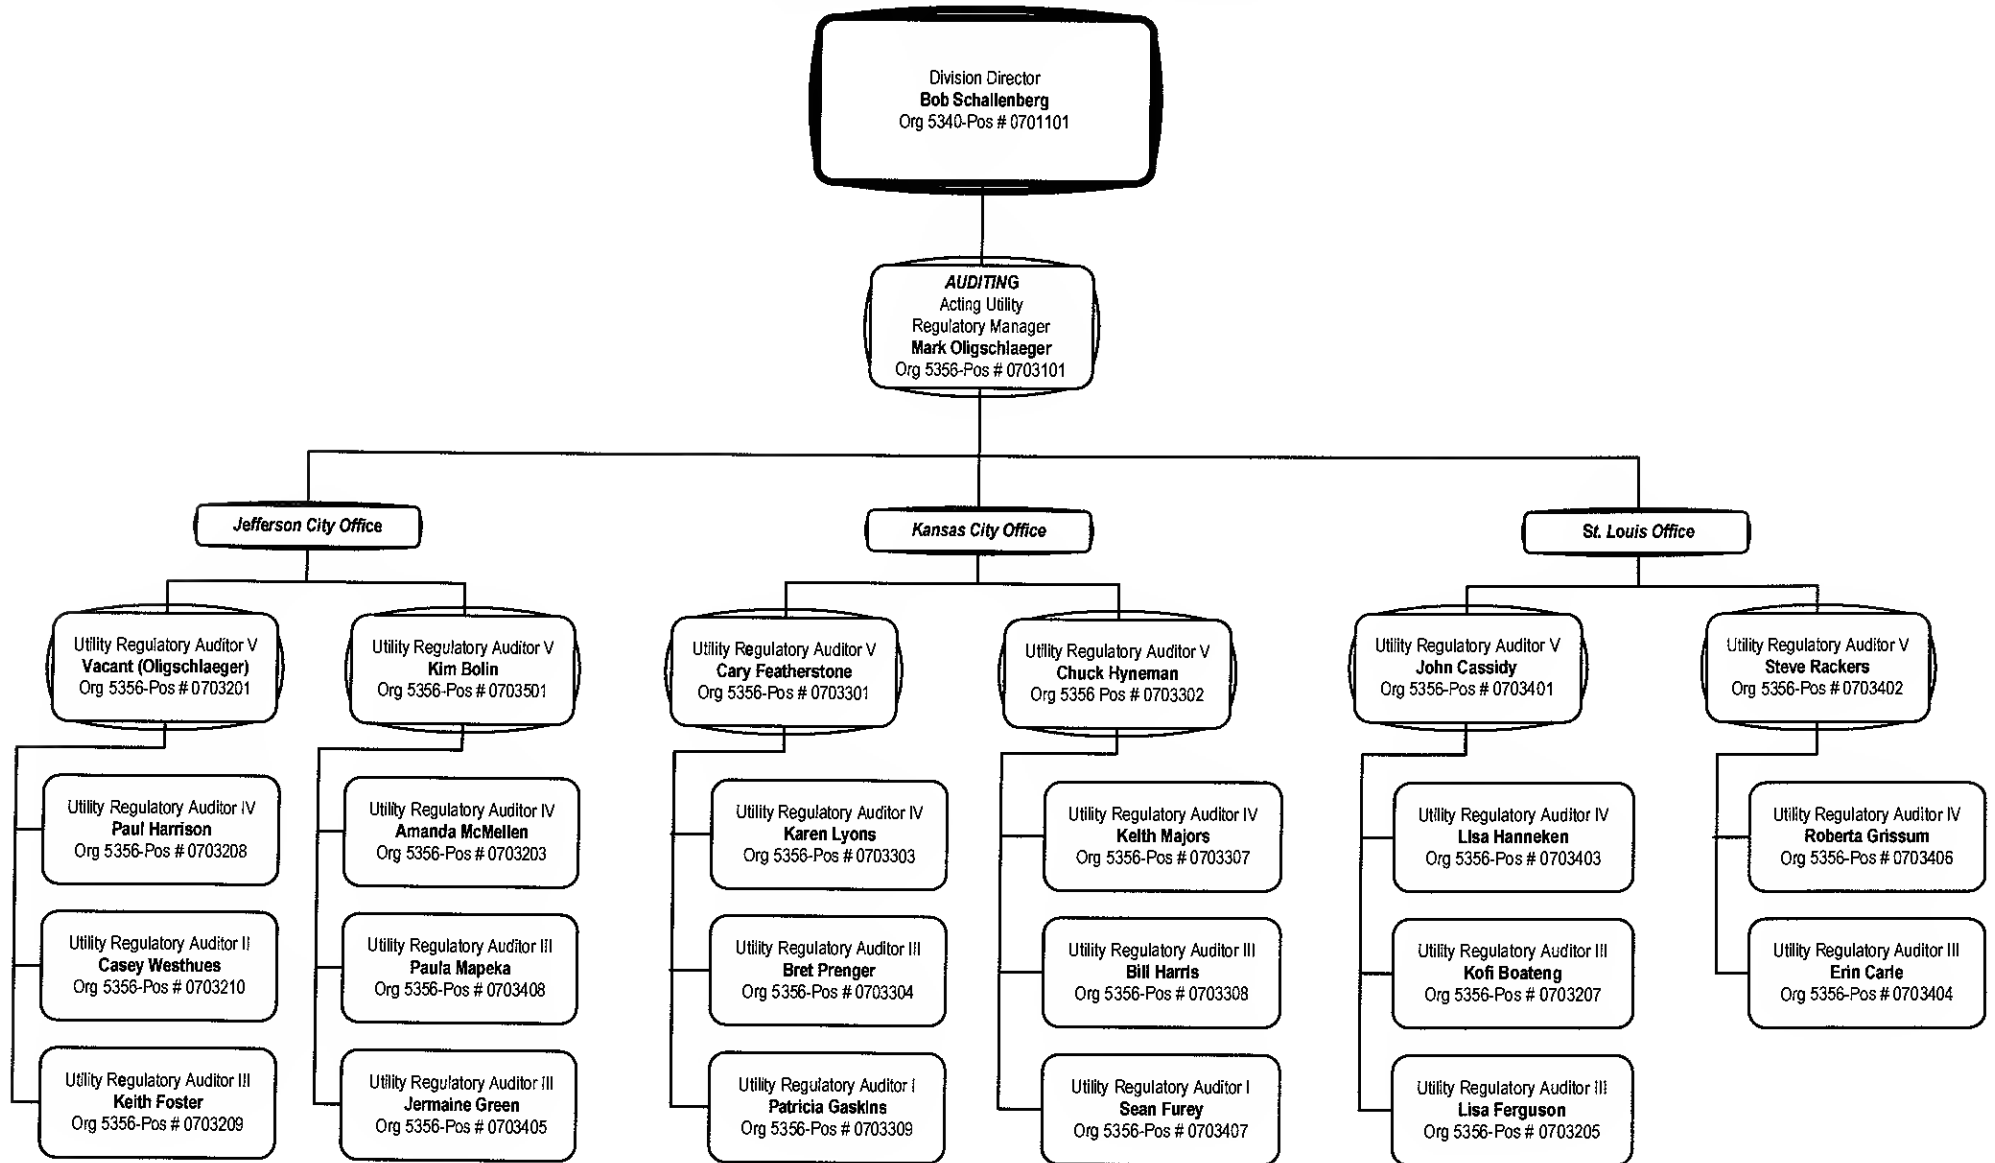 Division Director
Bob Schallenberg
Org 5340-Pos # 0701101
AUDITING
Acting Utility
Regulatory Manager
Mark Oligschlaeger
Org 5356-Pos # 0703101
Jefferson City Office
Kansas City Office
St. Louis Office
Utility Regulatory Auditor V
Vacant (Oligschlaeger)
Org 5356-Pos # 0703201
Utility Regulatory Auditor V
Kim Bolin
Org 5356-Pos # 0703501
Utility Regulatory Auditor V
Cary Featherstone
Org 5356-Pos # 0703301
Utility Regulatory Auditor V
Chuck Hyneman
Org 5356 Pos # 0703302
Utility Regulatory Auditor V
John Cassidy
Org 5356-Pos # 0703401
Utility Regulatory Auditor V
Steve Rackers
Org 5356-Pos # 0703402
Utility Regulatory Auditor IV
Paul Harrison
Org 5356-Pos # 0703208
Utility Regulatory Auditor IV
Amanda McMellen
Org 5356-Pos # 0703203
Utility Regulatory Auditor IV
Karen Lyons
Org 5356-Pos # 0703303
Utility Regulatory Auditor IV
Keith Majors
Org 5356-Pos # 0703307
Utility Regulatory Auditor IV
Lisa Hanneken
Org 5356-Pos # 0703403
Utility Regulatory Auditor IV
Roberta Grissum
Org 5356-Pos # 0703406
Utility Regulatory Auditor II
Casey Westhues
Org 5356-Pos # 0703210
Utility Regulatory Auditor III
Paula Mapeka
Org 5356-Pos # 0703408
Utility Regulatory Auditor III
Bret Prenger
Org 5356-Pos # 0703304
Utility Regulatory Auditor III
Bill Harris
Org 5356-Pos # 0703308
Utility Regulatory Auditor III
Kofi Boateng
Org 5356-Pos # 0703207
Utility Regulatory Auditor III
Erin Carle
Org 5356-Pos # 0703404
Utility Regulatory Auditor III
Keith Foster
Org 5356-Pos # 0703209
Utility Regulatory Auditor III
Jermaine Green
Org 5356-Pos # 0703405
Utility Regulatory Auditor I
Patricia Gaskins
Org 5356-Pos # 0703309
Utility Regulatory Auditor I
Sean Furey
Org 5356-Pos # 0703407
Utility Regulatory Auditor III
Lisa Ferguson
Org 5356-Pos # 0703205